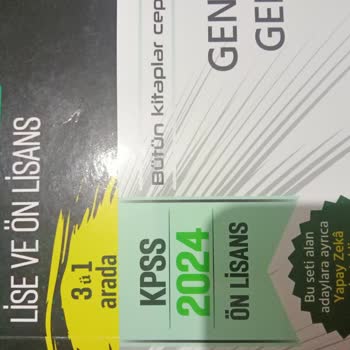 LİSE VE ÖN LİSANS
3 ü 1
arada
Bütün kitaplar cep
GEN
GE
KPSS
2024
ÖN LİSANS
Bu seti alan
adaylara ayrıca
Yapay Zekâ